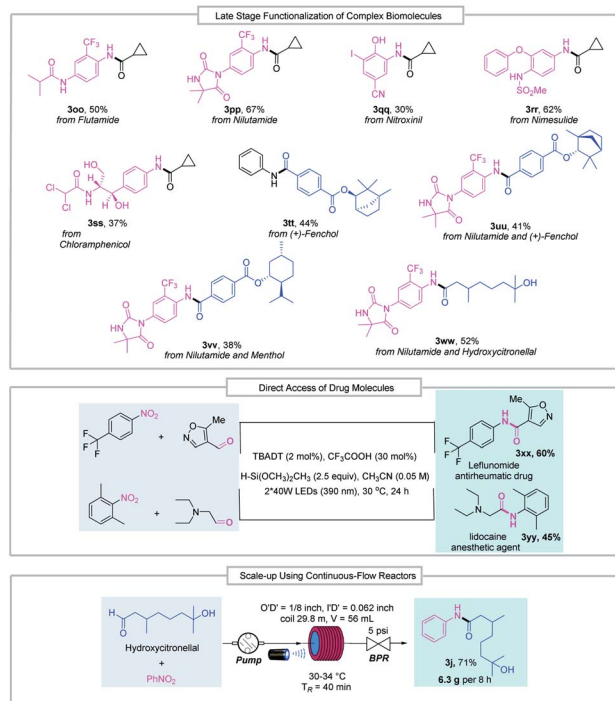 Late Stage Functionalization of Complex Biomolecules
CF3
H
N
O
O
N
H
3oo, 50%
from Flutamide
CF3
H
N
O
O
HN
N
O
3pp, 67%
from Nilutamide
OH
H
I
N
O
CN
3qq, 30%
from Nitroxinil
H
O
N
O
HN
SO2Me
3rr, 62%
from Nimesulide
H
N
HO
O
O
Cl
N
H
Cl
OH
3ss, 37%
from
Chloramphenicol
H
N
O
O
O
3tt, 44%
from (+)-Fenchol
O
O
CF3
H
N
O
O
HN
N
O
3uu, 41%
from Nilutamide and (+)-Fenchol
O
O
CF3
H
N
O
O
HN
N
O
3vv, 38%
from Nilutamide and Menthol
CF3
H
N
O
OH
O
HN
N
O
3ww, 52%
from Nilutamide and Hydroxycitronellal
Direct Access of Drug Molecules
NO2
F
F
F
+
Me
O
N
O
NO2
+
N
O
TBADT (2 mol%), CF3COOH (30 mol%)
H-Si(OCH3)2CH3 (2.5 equiv), CH3CN (0.05 M)
2*40W LEDs (390 nm), 30 °C, 24 h
Me
O
H
N
N
O
F
F
F
3xx, 60%
Leflunomide
antirheumatic drug
N
O
N
H
lidocaine
anesthetic agent
3yy, 45%
Scale-up Using Continuous-Flow Reactors
H
O
OH
Hydroxycitronellal
+
PhNO2
O'D' = 1/8 inch, I'D' = 0.062 inch
coil 29.8 m, V = 56 mL
5 psi
Pump
BPR
30-34 °C
TR = 40 min
H
N
O
OH
3j, 71%
6.3 g per 8 h